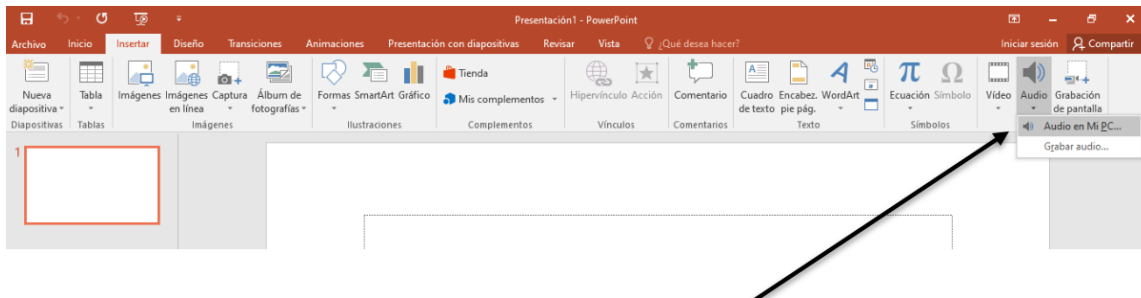 Presentación1 - PowerPoint
Archivo Inicio Insertar Diseño Transiciones Animaciones Presentación con diapositivas Revisar Vista ¿Qué desea hacer? Iniciar sesión Compartir
Nueva diapositiva
Tabla
Imágenes
Imágenes en línea
Captura
Álbum de fotografías
Formas
SmartArt
Gráfico
Tienda
Mis complementos
Hipervínculo
Acción
Comentario
Cuadro de texto
Encabez. pie pág.
WordArt
Ecuación
Símbolo
Vídeo
Audio
Grabación de pantalla
Diapositivas Tablas Imágenes Ilustraciones Complementos Vínculos Comentarios Texto Símbolos
Audio en Mi PC...
Grabar audio...
1